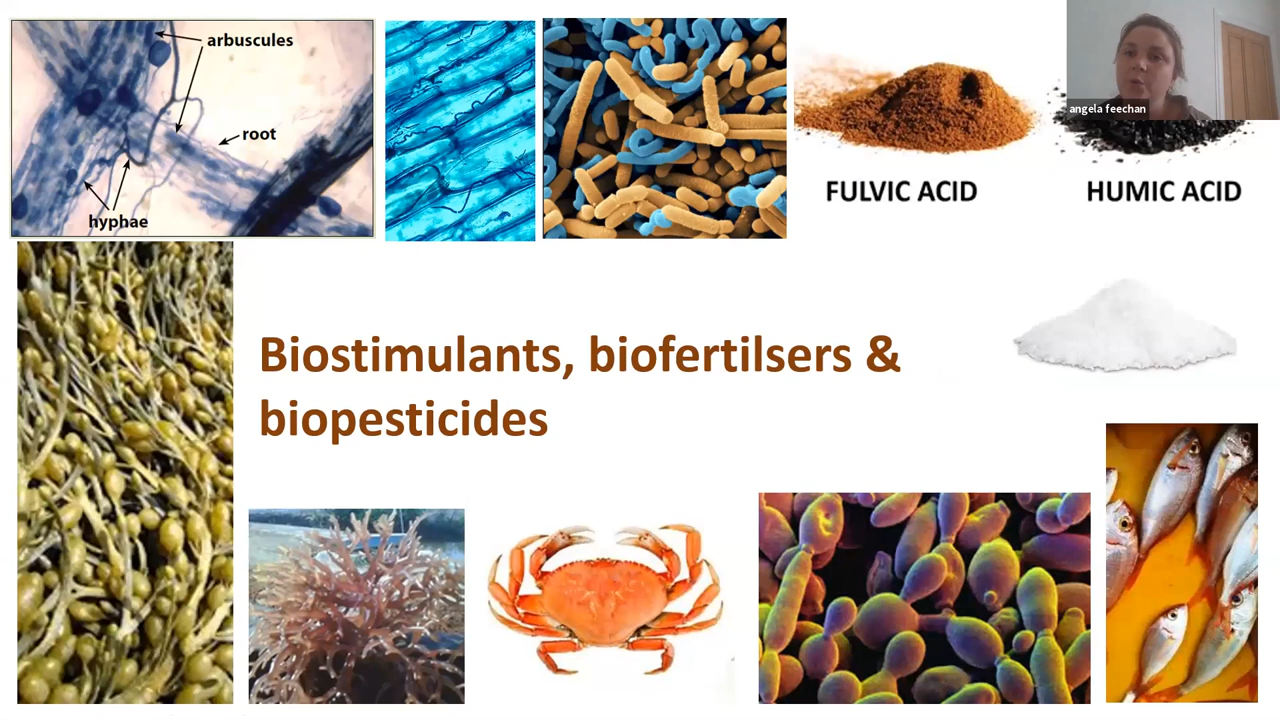 arbuscules
root
hyphae
FULVIC ACID
HUMIC ACID
angela feechan
Biostimulants, biofertilsers &
biopesticides